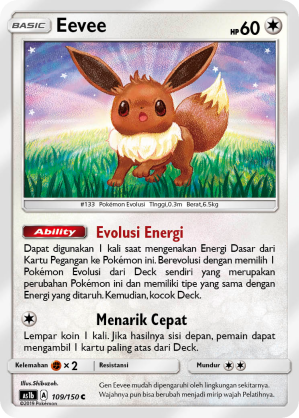 BASIC Eevee HP60
#133 Pokémon Evolusi TInggi,0.3m Berat,6.5kg
Ability Evolusi Energi
Dapat digunakan 1 kali saat mengenakan Energi Dasar dari
Kartu Pegangan ke Pokémon ini. Berevolusi dengan memilih 1
Pokémon Evolusi dari Deck sendiri yang merupakan
perubahan Pokémon ini dan memiliki tipe yang sama dengan
Energi yang ditaruh. Kemudian, kocok Deck.
Menarik Cepat
Lempar koin 1 kali. Jika hasilnya sisi depan, pemain dapat
mengambil 1 kartu paling atas dari Deck.
Kelemahan ×2 Resistansi Mundur
Illus.Shibuzoh.
as1b A 109/150 C
©2019 Pokémon
Gen Eevee mudah dipengaruhi oleh lingkungan sekitarnya.
Wajahnya pun bisa berubah menjadi mirip wajah Pelatihnya.